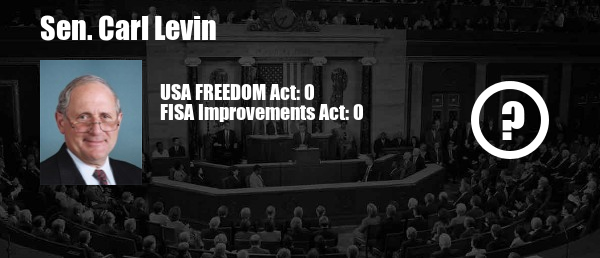 Sen. Carl Levin
USA FREEDOM Act: 0
FISA Improvements Act: 0
?